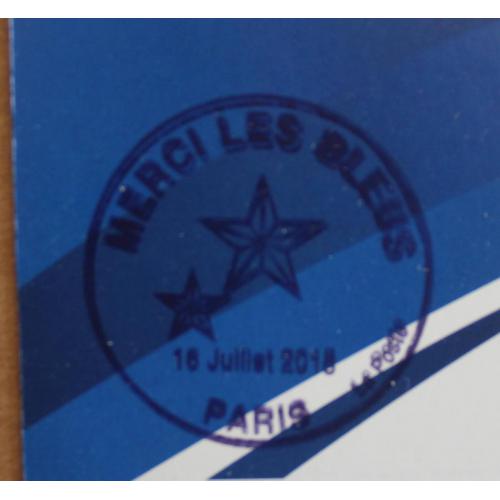 MERCI LES BLEUS
16 Juillet 2018
La Poste
PARIS